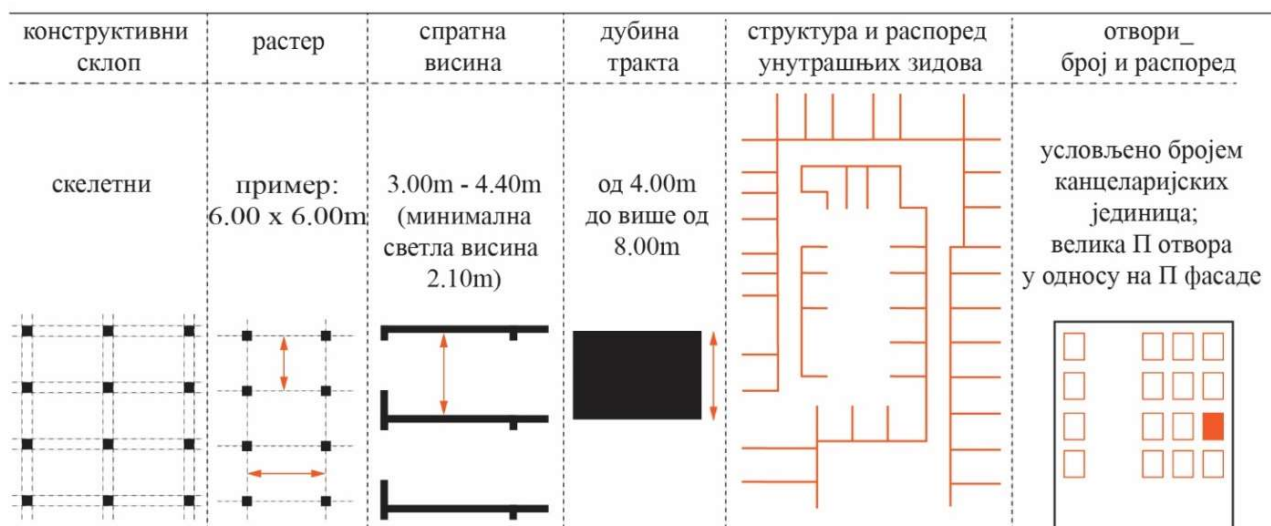 конструктивни
склоп
растер
спратна
висина
дубина
тракта
структура и распоред
унутрашњих зидова
отвори_
број и распоред
скелетни
пример:
6.00 x 6.00m
3.00m - 4.40m
(минимална
светла висина
2.10m)
од 4.00m
до више од
8.00m
условљено бројем
канцеларијских
јединица;
велика П отвора
у односу на П фасаде